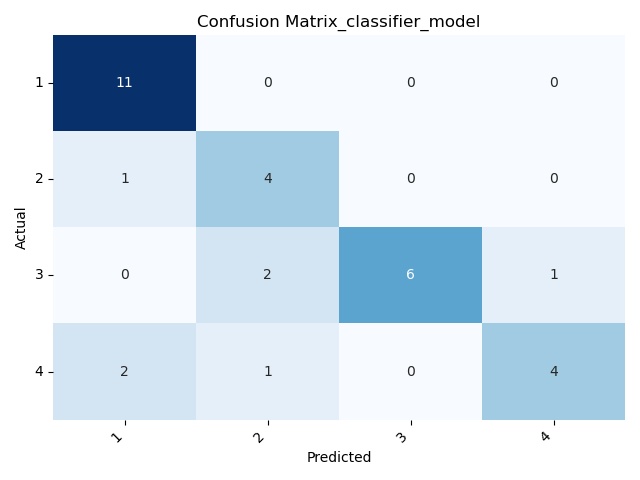 Confusion Matrix_classifier_model
1 11 0 0 0
2 1 4 0 0
Actual
3 0 2 6 1
4 2 1 0 4
1 2 3 4
Predicted